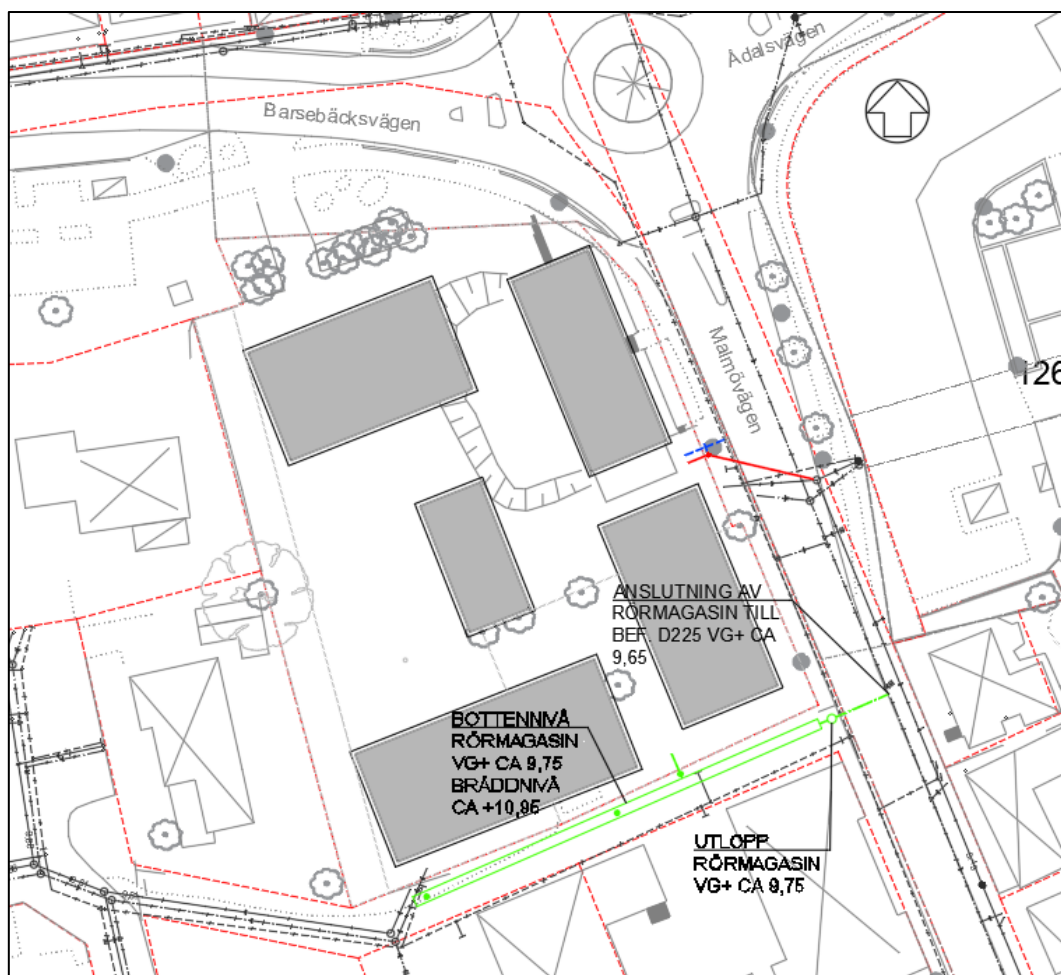 Ådalsvägen
Barsebäcksvägen
Malmövägen
126
ANSLUTNING AV
RÖRMAGASIN TILL
BEF. D225 VG+ CA
9,65
BOTTENNIVÅ
RÖRMAGASIN
VG+ CA 9,75
BRÄDDNIVÅ
CA +10,95
UTLOPP
RÖRMAGASIN
VG+ CA 9,75